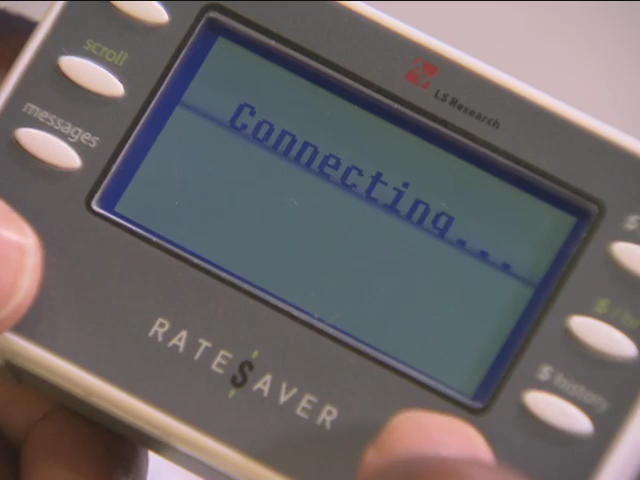 scroll
messages
LS Research
Connecting...
RATE$AVER
$
$
$ history